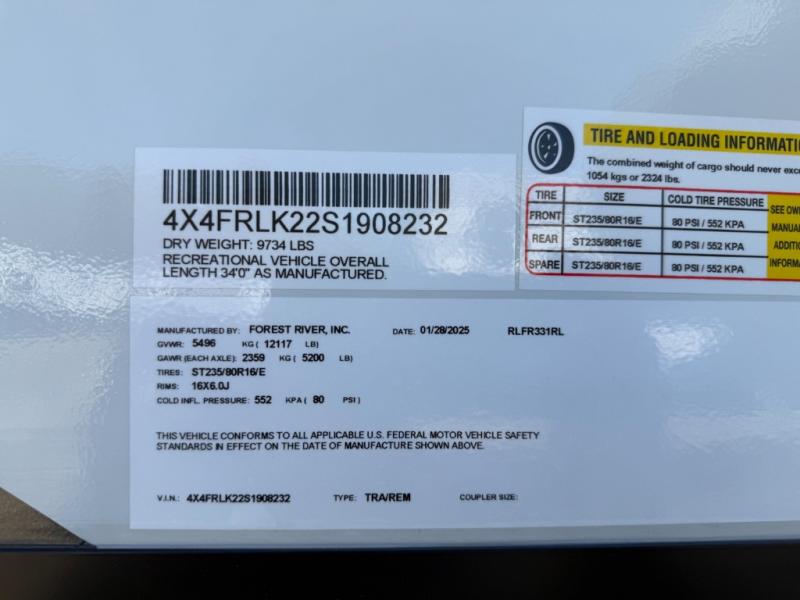 4X4FRLK22S1908232
DRY WEIGHT: 9734 LBS
RECREATIONAL VEHICLE OVERALL
LENGTH 34'0" AS MANUFACTURED.
TIRE AND LOADING INFORMATI
The combined weight of cargo should never exc
1054 kgs or 2324 lbs.
TIRE SIZE COLD TIRE PRESSURE
FRONT ST235/80R16/E 80 PSI / 552 KPA
REAR ST235/80R16/E 80 PSI / 552 KPA
SPARE ST235/80R16/E 80 PSI / 552 KPA
SEE OWN
MANUA
ADDITIO
INFORMA
MANUFACTURED BY: FOREST RIVER, INC. DATE: 01/28/2025 RLFR331RL
GVWR: 5496 KG ( 12117 LB)
GAWR (EACH AXLE): 2359 KG ( 5200 LB)
TIRES: ST235/80R16/E
RIMS: 16X6.0J
COLD INFL. PRESSURE: 552 KPA ( 80 PSI )
THIS VEHICLE CONFORMS TO ALL APPLICABLE U.S. FEDERAL MOTOR VEHICLE SAFETY
STANDARDS IN EFFECT ON THE DATE OF MANUFACTURE SHOWN ABOVE.
V.I.N.: 4X4FRLK22S1908232 TYPE: TRA/REM COUPLER SIZE: